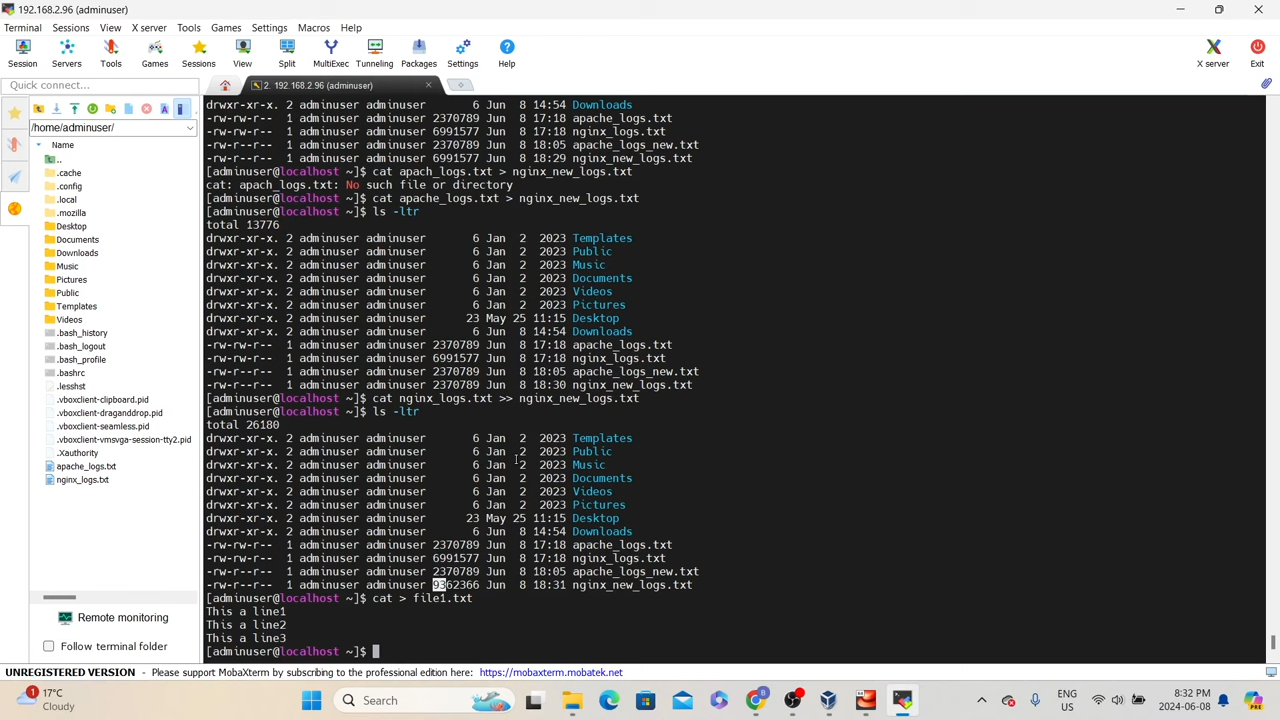 192.168.2.96 (adminuser)
Terminal Sessions View X server Tools Games Settings Macros Help
Session Servers Tools Games Sessions View Split MultiExec Tunneling Packages Settings Help X server Exit
Quick connect...
2. 192.168.2.96 (adminuser)
/home/adminuser/
Name
..
.cache
.config
.local
.mozilla
Desktop
Documents
Downloads
Music
Pictures
Public
Templates
Videos
.bash_history
.bash_logout
.bash_profile
.bashrc
.lesshst
.vboxclient-clipboard.pid
.vboxclient-draganddrop.pid
.vboxclient-seamless.pid
.vboxclient-vmsvga-session-tty2.pid
.Xauthority
apache_logs.txt
nginx_logs.txt
Remote monitoring
Follow terminal folder
drwxr-xr-x. 2 adminuser adminuser 6 Jun 8 14:54 Downloads
-rw-rw-r-- 1 adminuser adminuser 2370789 Jun 8 17:18 apache_logs.txt
-rw-rw-r-- 1 adminuser adminuser 6991577 Jun 8 17:18 nginx_logs.txt
-rw-r--r-- 1 adminuser adminuser 2370789 Jun 8 18:05 apache_logs_new.txt
-rw-r--r-- 1 adminuser adminuser 6991577 Jun 8 18:29 nginx_new_logs.txt
[adminuser@localhost ~]$ cat apach_logs.txt > nginx_new_logs.txt
cat: apach_logs.txt: No such file or directory
[adminuser@localhost ~]$ cat apache_logs.txt > nginx_new_logs.txt
[adminuser@localhost ~]$ ls -ltr
total 13776
drwxr-xr-x. 2 adminuser adminuser 6 Jan 2 2023 Templates
drwxr-xr-x. 2 adminuser adminuser 6 Jan 2 2023 Public
drwxr-xr-x. 2 adminuser adminuser 6 Jan 2 2023 Music
drwxr-xr-x. 2 adminuser adminuser 6 Jan 2 2023 Documents
drwxr-xr-x. 2 adminuser adminuser 6 Jan 2 2023 Videos
drwxr-xr-x. 2 adminuser adminuser 6 Jan 2 2023 Pictures
drwxr-xr-x. 2 adminuser adminuser 23 May 25 11:15 Desktop
drwxr-xr-x. 2 adminuser adminuser 6 Jun 8 14:54 Downloads
-rw-rw-r-- 1 adminuser adminuser 2370789 Jun 8 17:18 apache_logs.txt
-rw-rw-r-- 1 adminuser adminuser 6991577 Jun 8 17:18 nginx_logs.txt
-rw-r--r-- 1 adminuser adminuser 2370789 Jun 8 18:05 apache_logs_new.txt
-rw-r--r-- 1 adminuser adminuser 2370789 Jun 8 18:30 nginx_new_logs.txt
[adminuser@localhost ~]$ cat nginx_logs.txt >> nginx_new_logs.txt
[adminuser@localhost ~]$ ls -ltr
total 26180
drwxr-xr-x. 2 adminuser adminuser 6 Jan 2 2023 Templates
drwxr-xr-x. 2 adminuser adminuser 6 Jan 2 2023 Public
drwxr-xr-x. 2 adminuser adminuser 6 Jan 2 2023 Music
drwxr-xr-x. 2 adminuser adminuser 6 Jan 2 2023 Documents
drwxr-xr-x. 2 adminuser adminuser 6 Jan 2 2023 Videos
drwxr-xr-x. 2 adminuser adminuser 6 Jan 2 2023 Pictures
drwxr-xr-x. 2 adminuser adminuser 23 May 25 11:15 Desktop
drwxr-xr-x. 2 adminuser adminuser 6 Jun 8 14:54 Downloads
-rw-rw-r-- 1 adminuser adminuser 2370789 Jun 8 17:18 apache_logs.txt
-rw-rw-r-- 1 adminuser adminuser 6991577 Jun 8 17:18 nginx_logs.txt
-rw-r--r-- 1 adminuser adminuser 2370789 Jun 8 18:05 apache_logs_new.txt
-rw-r--r-- 1 adminuser adminuser 9362366 Jun 8 18:31 nginx_new_logs.txt
[adminuser@localhost ~]$ cat > file1.txt
This a line1
This a line2
This a line3
[adminuser@localhost ~]$
UNREGISTERED VERSION - Please support MobaXterm by subscribing to the professional edition here: https://mobaxterm.mobatek.net
1 17°C Search ENG 8:32 PM
Cloudy US 2024-06-08